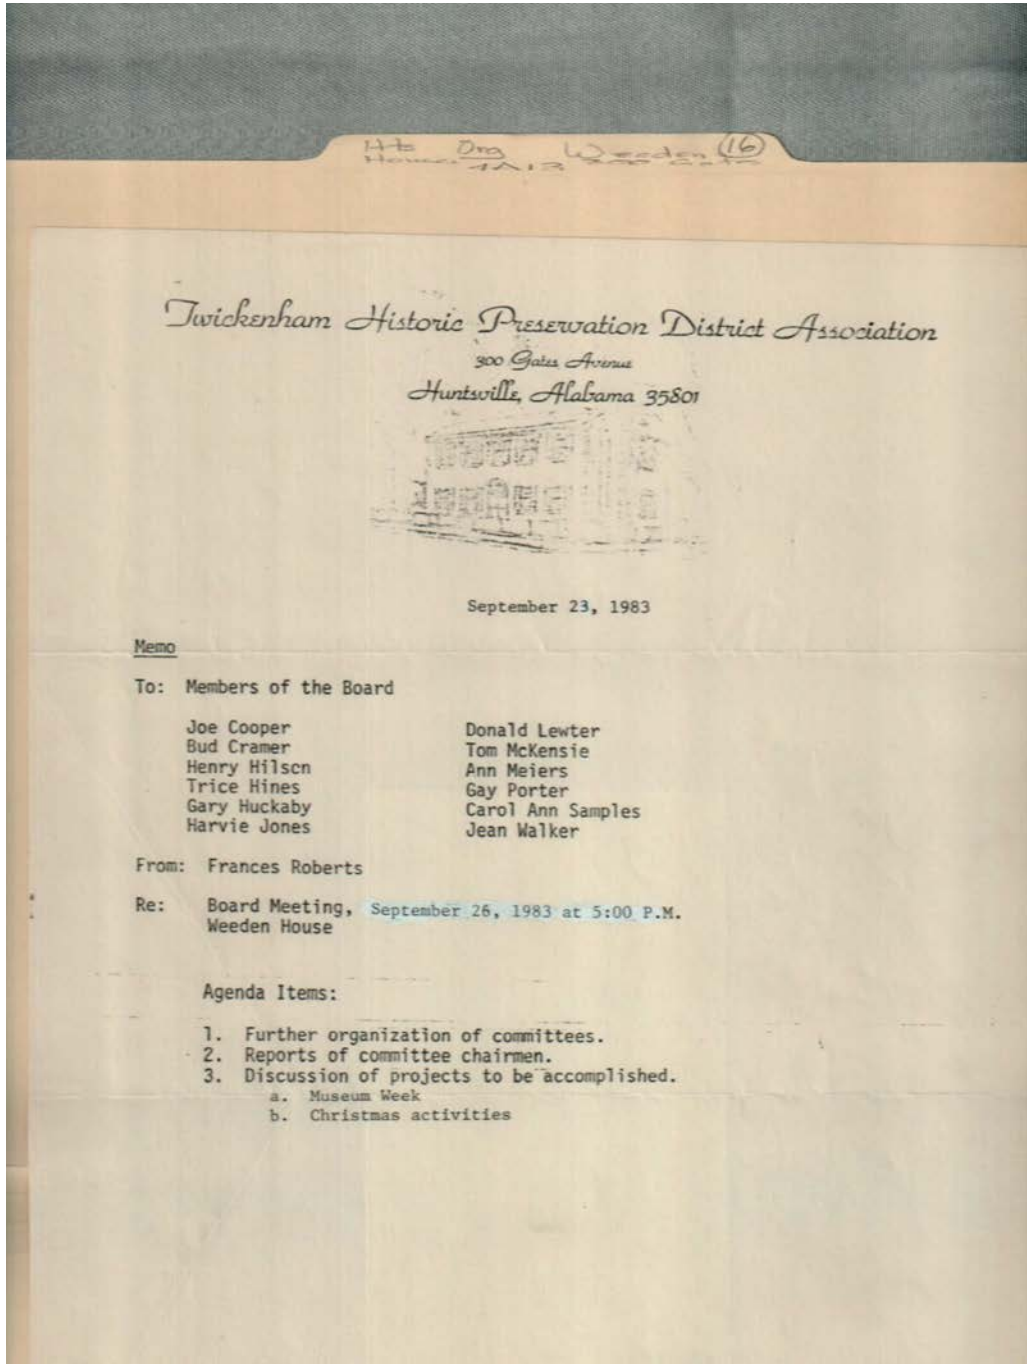 Hts Org Weeden (16)
Twickenham Historic Preservation District Association
300 Gates Avenue
Huntsville, Alabama 35801
September 23, 1983
Memo
To: Members of the Board
Joe Cooper
Bud Cramer
Henry Hilscn
Trice Hines
Gary Huckaby
Harvie Jones
Donald Lewter
Tom McKensie
Ann Meiers
Gay Porter
Carol Ann Samples
Jean Walker
From: Frances Roberts
Re: Board Meeting, September 26, 1983 at 5:00 P.M.
Weeden House
Agenda Items:
1. Further organization of committees.
2. Reports of committee chairmen.
3. Discussion of projects to be accomplished.
a. Museum Week
b. Christmas activities